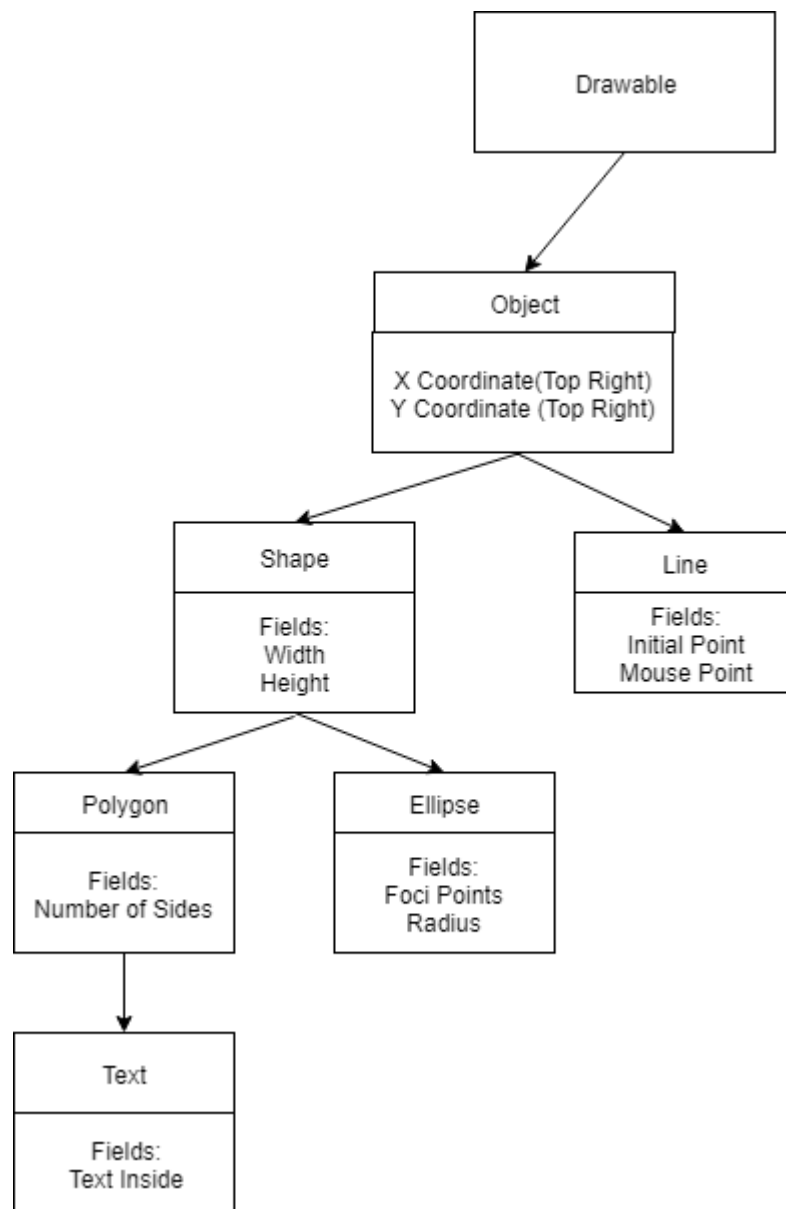 Drawable
Object
X Coordinate(Top Right)
Y Coordinate (Top Right)
Shape
Fields:
Width
Height
Line
Fields:
Initial Point
Mouse Point
Polygon
Fields:
Number of Sides
Ellipse
Fields:
Foci Points
Radius
Text
Fields:
Text Inside